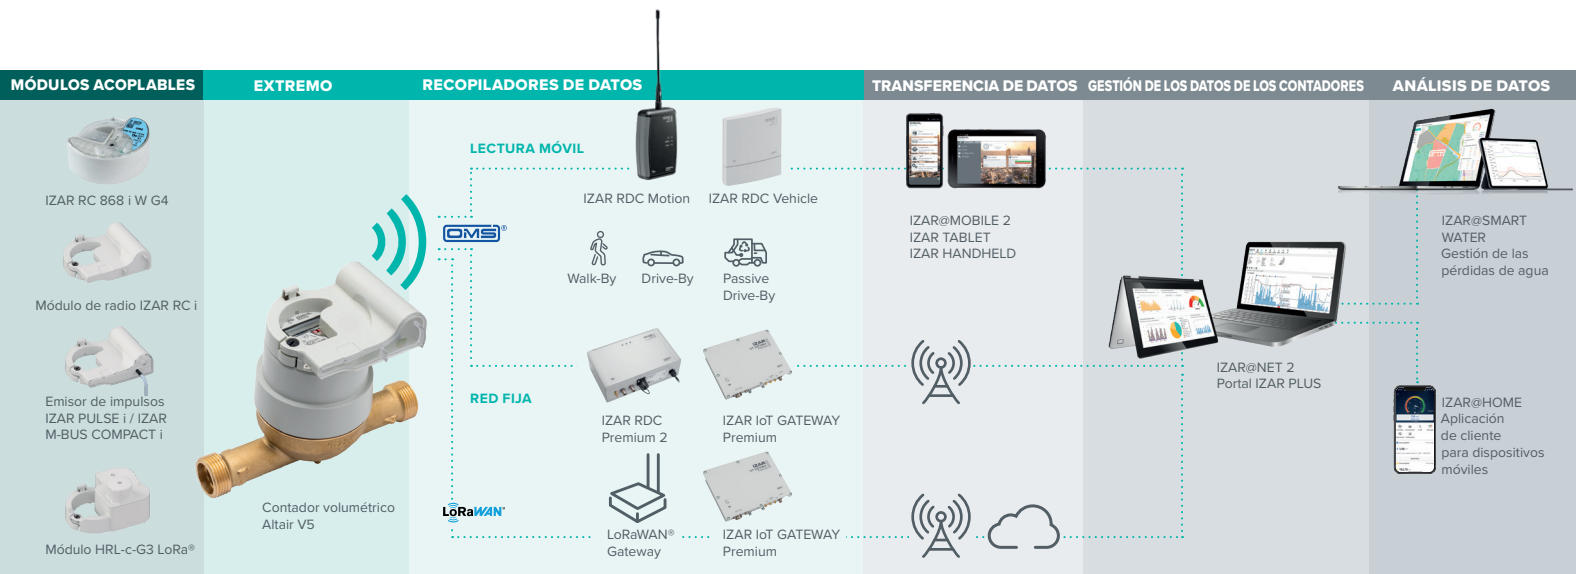 MÓDULOS ACOPLABLES
EXTREMO
RECOPILADORES DE DATOS
TRANSFERENCIA DE DATOS
GESTIÓN DE LOS DATOS DE LOS CONTADORES
ANÁLISIS DE DATOS
IZAR RC 868 i W G4
Módulo de radio IZAR RC i
Emisor de impulsos
IZAR PULSE i / IZAR
M-BUS COMPACT i
Módulo HRL-c-G3 LoRa®
Contador volumétrico
Altair V5
OMS®
LoRaWAN®
LECTURA MÓVIL
IZAR RDC Motion
IZAR RDC Vehicle
Walk-By
Drive-By
Passive
Drive-By
RED FIJA
IZAR RDC
Premium 2
IZAR IoT GATEWAY
Premium
LoRaWAN®
Gateway
IZAR IoT GATEWAY
Premium
IZAR@MOBILE 2
IZAR TABLET
IZAR HANDHELD
IZAR@NET 2
Portal IZAR PLUS
IZAR@SMART
WATER
Gestión de las
pérdidas de agua
IZAR@HOME
Aplicación
de cliente
para dispositivos
móviles